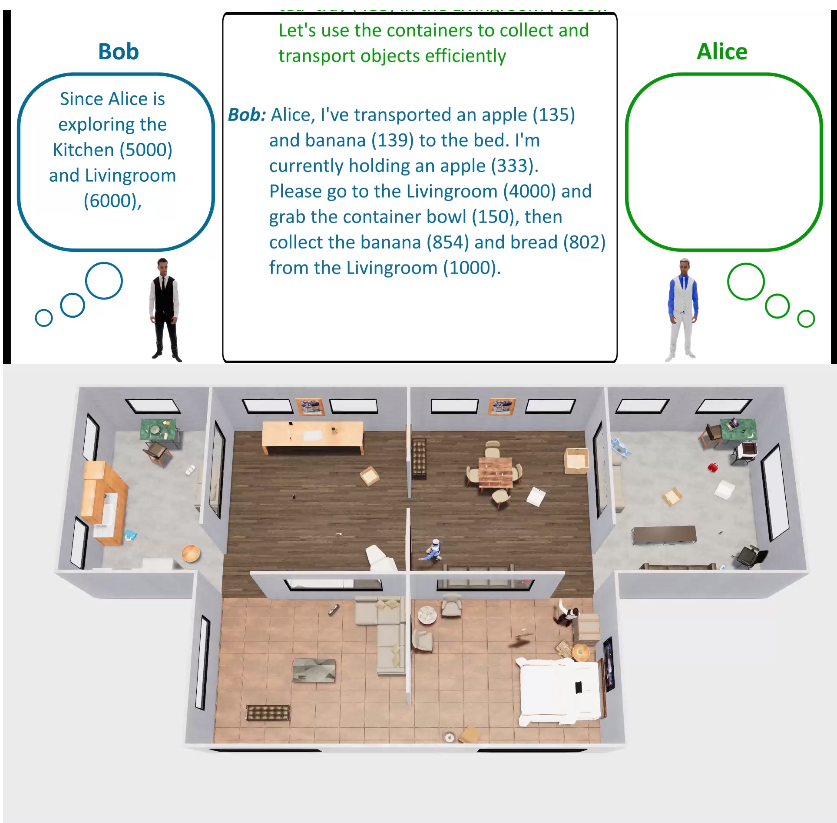 Bob
Since Alice is
exploring the
Kitchen (5000)
and Livingroom
(6000),
Let's use the containers to collect and
transport objects efficiently
Bob: Alice, I've transported an apple (135)
and banana (139) to the bed. I'm
currently holding an apple (333).
Please go to the Livingroom (4000) and
grab the container bowl (150), then
collect the banana (854) and bread (802)
from the Livingroom (1000).
Alice